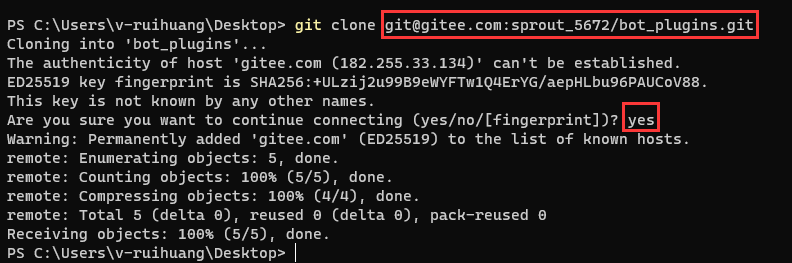 PS C:\Users\v-ruihuang\Desktop> git clone git@gitee.com:sprout_5672/bot_plugins.git
Cloning into 'bot_plugins'...
The authenticity of host 'gitee.com (182.255.33.134)' can't be established.
ED25519 key fingerprint is SHA256:+ULzij2u99B9eWYFTw1Q4ErYG/aepHLbu96PAUCoV88.
This key is not known by any other names.
Are you sure you want to continue connecting (yes/no/[fingerprint])? yes
Warning: Permanently added 'gitee.com' (ED25519) to the list of known hosts.
remote: Enumerating objects: 5, done.
remote: Counting objects: 100% (5/5), done.
remote: Compressing objects: 100% (4/4), done.
remote: Total 5 (delta 0), reused 0 (delta 0), pack-reused 0
Receiving objects: 100% (5/5), done.
PS C:\Users\v-ruihuang\Desktop>